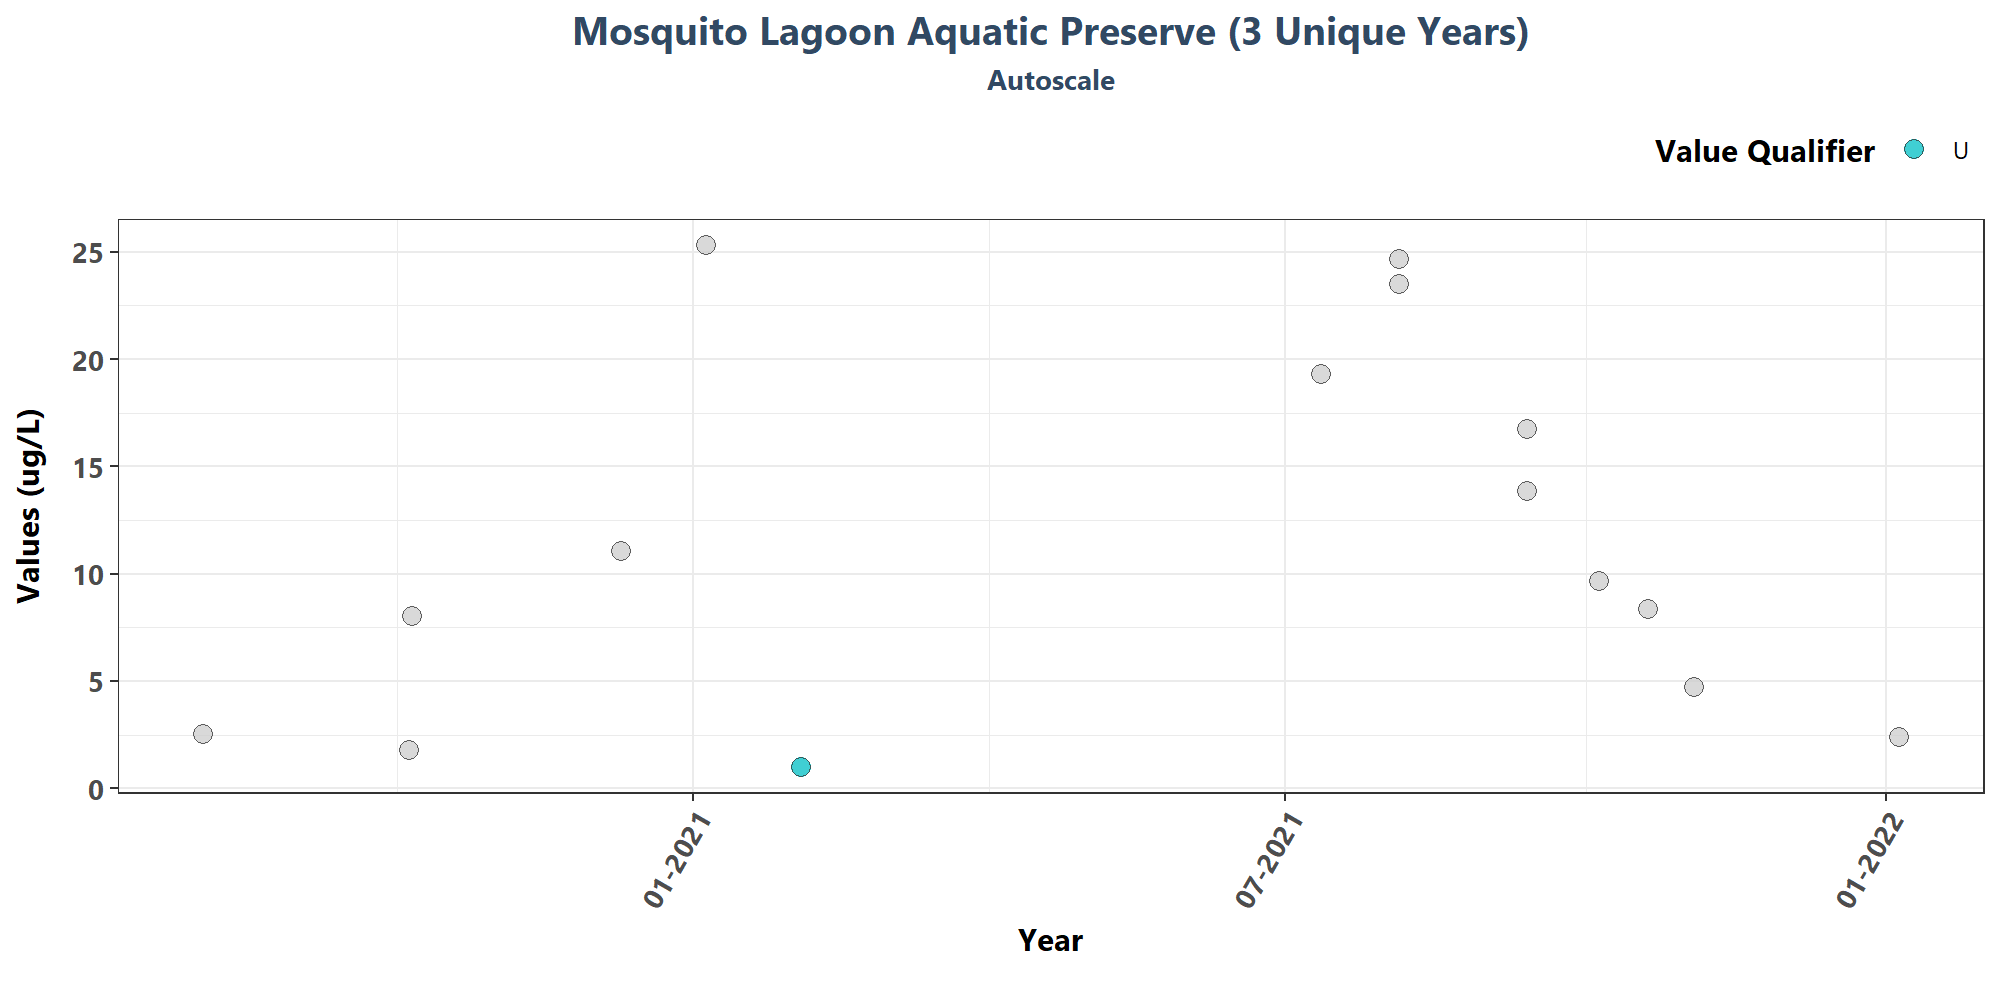 Mosquito Lagoon Aquatic Preserve (3 Unique Years)
Autoscale
Value Qualifier U
Values (ug/L)
25
20
15
10
5
0
01-2021
07-2021
01-2022
Year